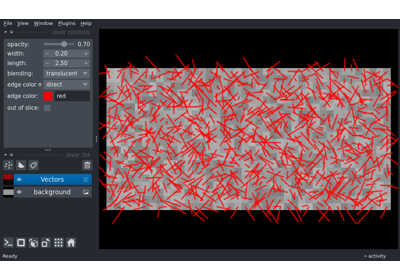 File View Window Plugins Help
layer controls
opacity: 0.70
width: 0.20
length: 2.50
blending: translucent
edge color m direct
edge color: red
out of slice:
layer list
Vectors
background
Ready activity